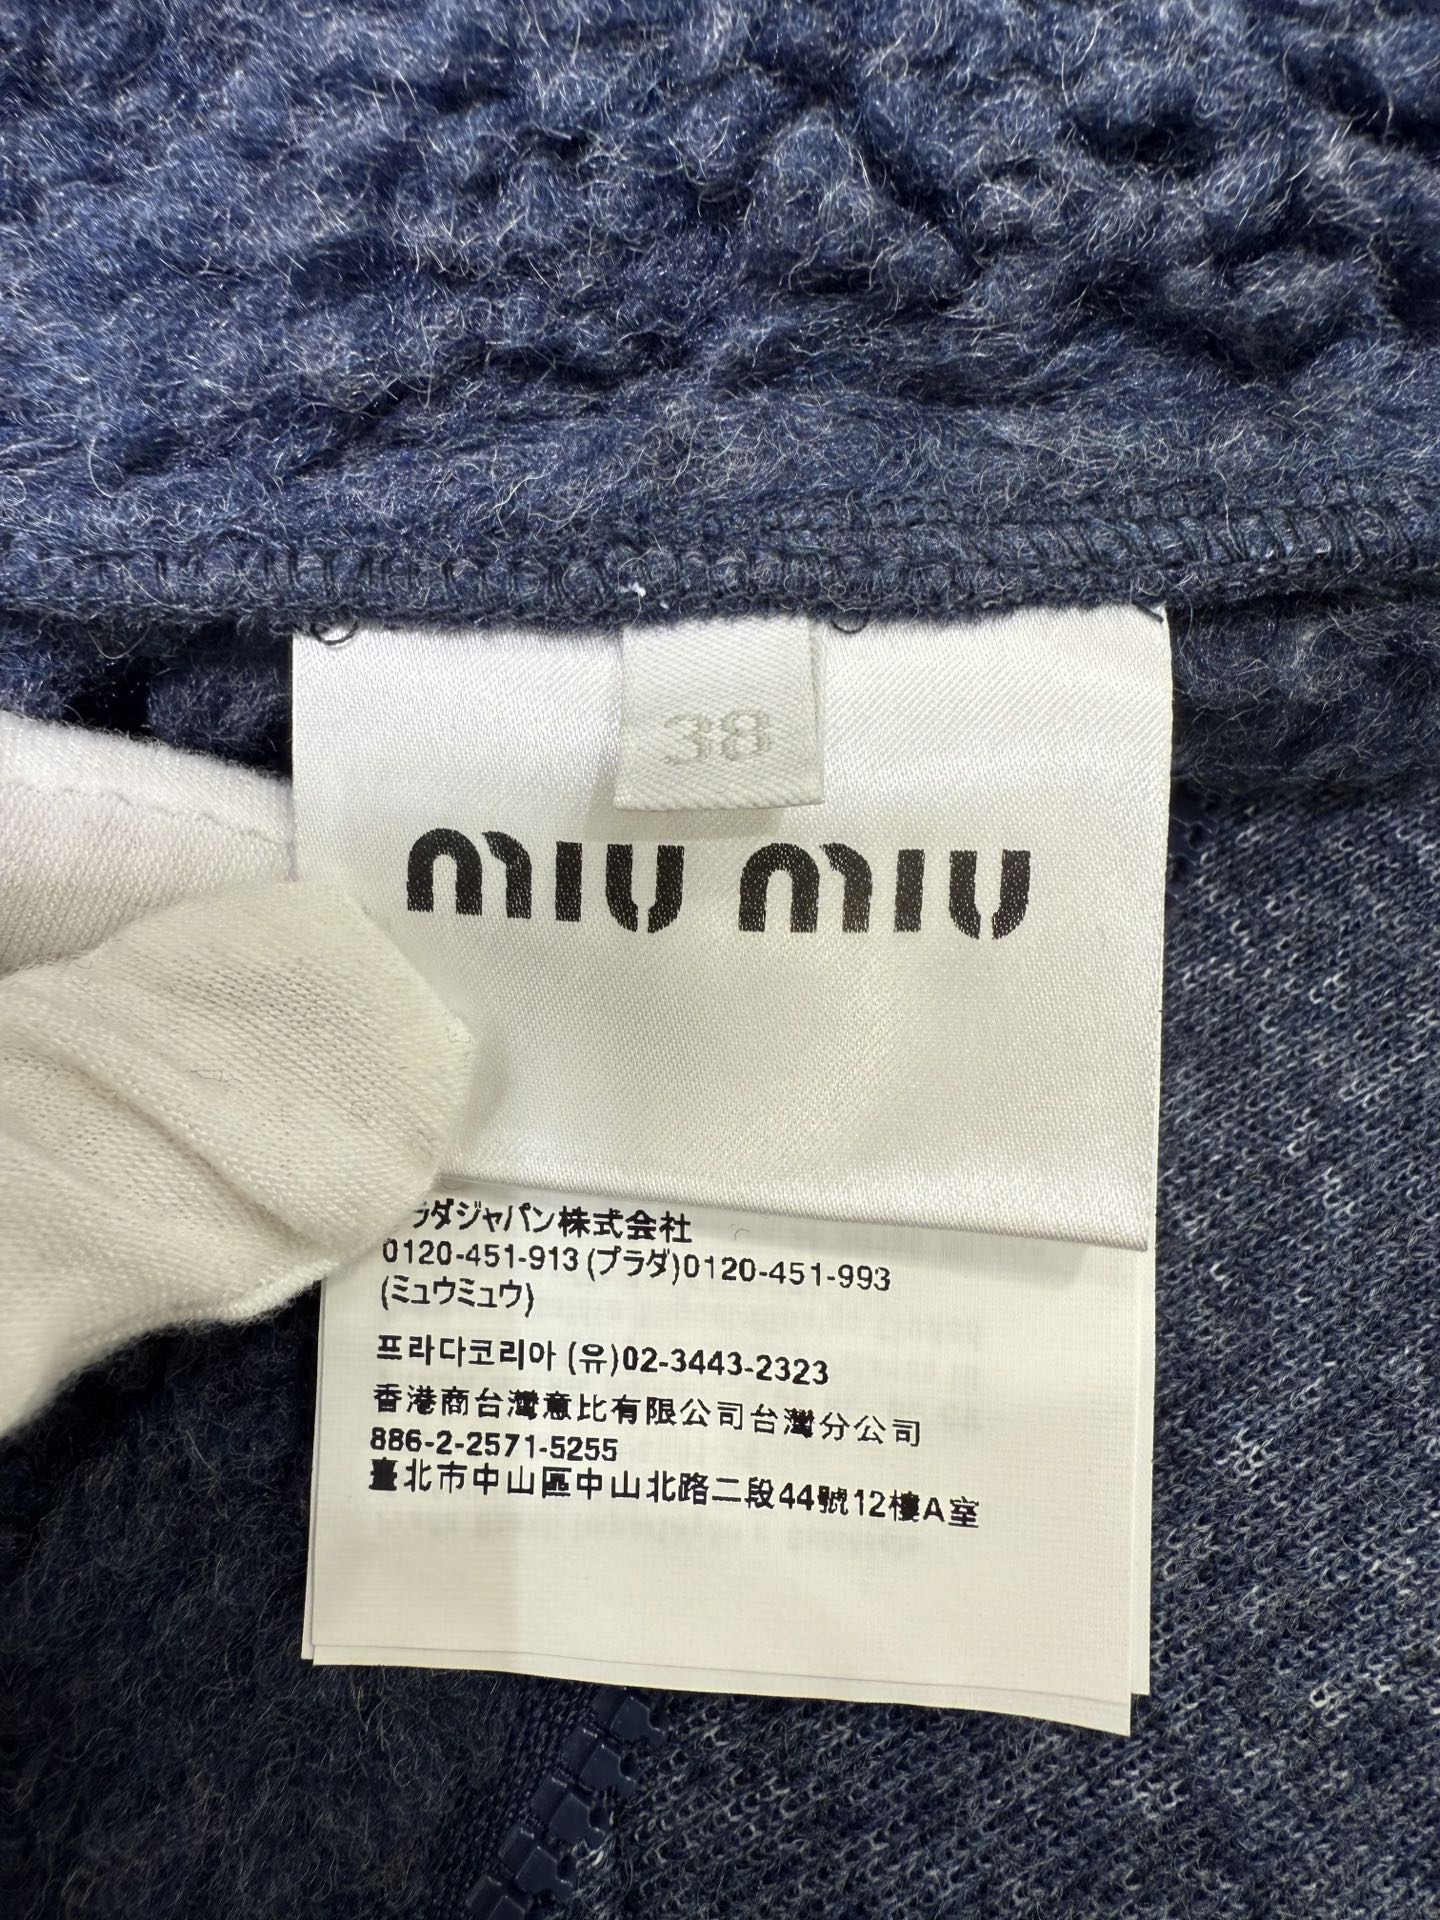 38
miu miu
ラダジャパン株式会社
0120-451-913 (プラダ)0120-451-993
(ミュウミュウ)
프라다코리아 (유)02-3443-2323
香港商台灣意比有限公司台灣分公司
886-2-2571-5255
臺北市中山區中山北路二段44號12樓A室